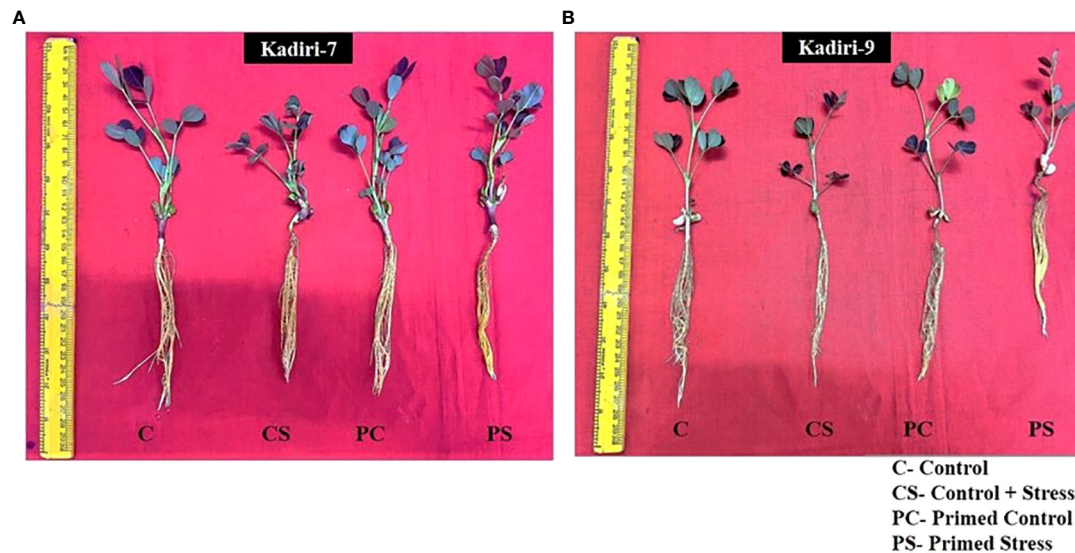 A
B
Kadiri-7
Kadiri-9
C
CS
PC
PS
C
CS
PC
PS
C- Control
CS- Control + Stress
PC- Primed Control
PS- Primed Stress